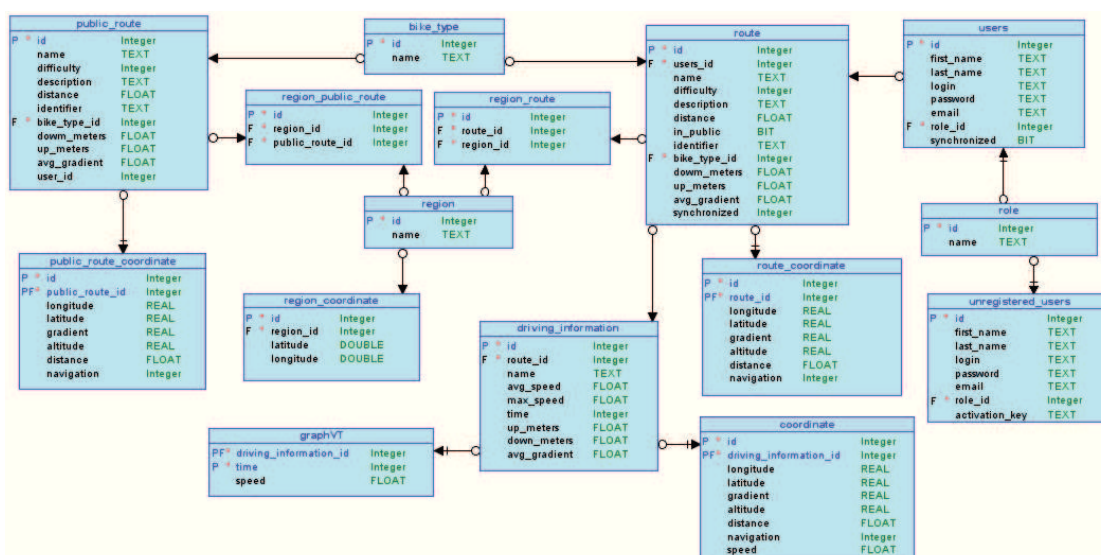 public_route
P * id Integer
name TEXT
difficulty Integer
description TEXT
distance FLOAT
identifier TEXT
F * bike_type_id Integer
dowm_meters FLOAT
up_meters FLOAT
avg_gradient FLOAT
user_id Integer
bike_type
P * id Integer
name TEXT
route
P * id Integer
F * users_id Integer
name TEXT
difficulty Integer
description TEXT
distance FLOAT
in_public BIT
identifier TEXT
F * bike_type_id Integer
dowm_meters FLOAT
up_meters FLOAT
avg_gradient FLOAT
synchronized Integer
users
P * id Integer
first_name TEXT
last_name TEXT
login TEXT
password TEXT
email TEXT
F * role_id Integer
synchronized BIT
region_public_route
P * id Integer
F * region_id Integer
F * public_route_id Integer
region_route
P * id Integer
F * route_id Integer
F * region_id Integer
region
P * id Integer
name TEXT
role
P * id Integer
name TEXT
public_route_coordinate
P * id Integer
PF* public_route_id Integer
longitude REAL
latitude REAL
gradient REAL
altitude REAL
distance FLOAT
navigation Integer
region_coordinate
P * id Integer
F * region_id Integer
latitude DOUBLE
longitude DOUBLE
route_coordinate
P * id Integer
PF* route_id Integer
longitude REAL
latitude REAL
gradient REAL
altitude REAL
distance FLOAT
navigation Integer
unregistered_users
P * id Integer
first_name TEXT
last_name TEXT
login TEXT
password TEXT
email TEXT
F * role_id Integer
activation_key TEXT
driving_information
P * id Integer
F * route_id Integer
name TEXT
avg_speed FLOAT
max_speed FLOAT
time Integer
up_meters FLOAT
down_meters FLOAT
avg_gradient FLOAT
graphVT
PF* driving_information_id Integer
P * time Integer
speed FLOAT
coordinate
P * id Integer
PF* driving_information_id Integer
longitude REAL
latitude REAL
gradient REAL
altitude REAL
distance FLOAT
navigation Integer
speed FLOAT